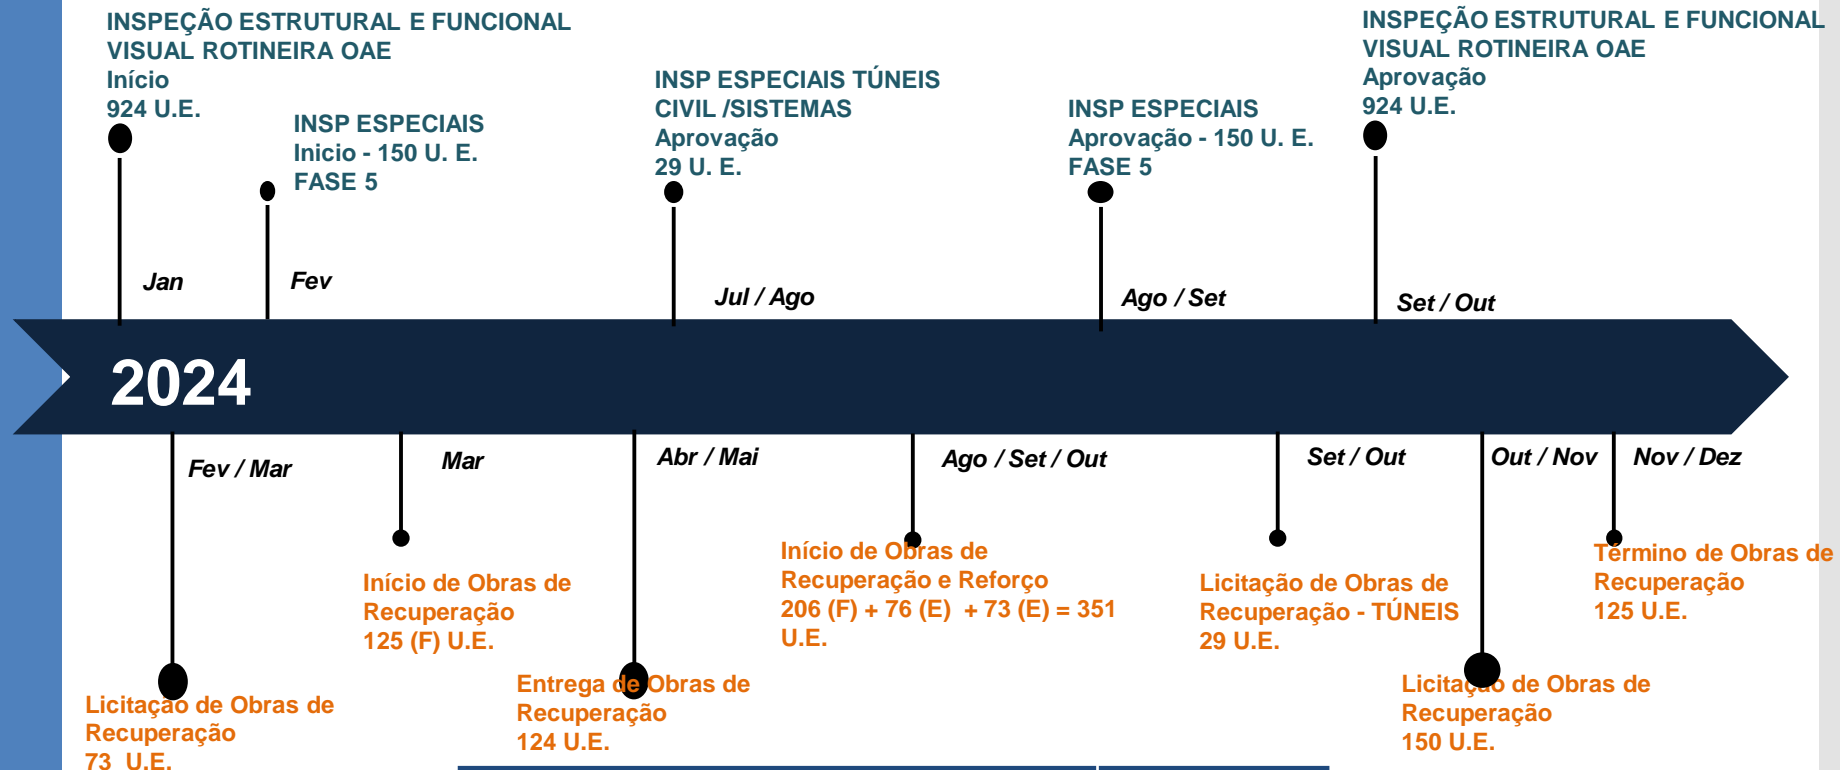 INSPEÇÃO ESTRUTURAL E FUNCIONAL
VISUAL ROTINEIRA OAE
Início
924 U.E.
INSP ESPECIAIS
Inicio - 150 U. E.
FASE 5
INSP ESPECIAIS TÚNEIS
CIVIL /SISTEMAS
Aprovação
29 U. E.
INSP ESPECIAIS
Aprovação - 150 U. E.
FASE 5
INSPEÇÃO ESTRUTURAL E FUNCIONAL
VISUAL ROTINEIRA OAE
Aprovação
924 U.E.
Jan
Fev
Jul / Ago
Ago / Set
Set / Out
2024
Fev / Mar
Mar
Abr / Mai
Ago / Set / Out
Set / Out
Out / Nov
Nov / Dez
Licitação de Obras de
Recuperação
73 U.E.
Início de Obras de
Recuperação
125 (F) U.E.
Entrega de Obras de
Recuperação
124 U.E.
Início de Obras de
Recuperação e Reforço
206 (F) + 76 (E) + 73 (E) = 351
U.E.
Licitação de Obras de
Recuperação - TÚNEIS
29 U.E.
Licitação de Obras de
Recuperação
150 U.E.
Término de Obras de
Recuperação
125 U.E.